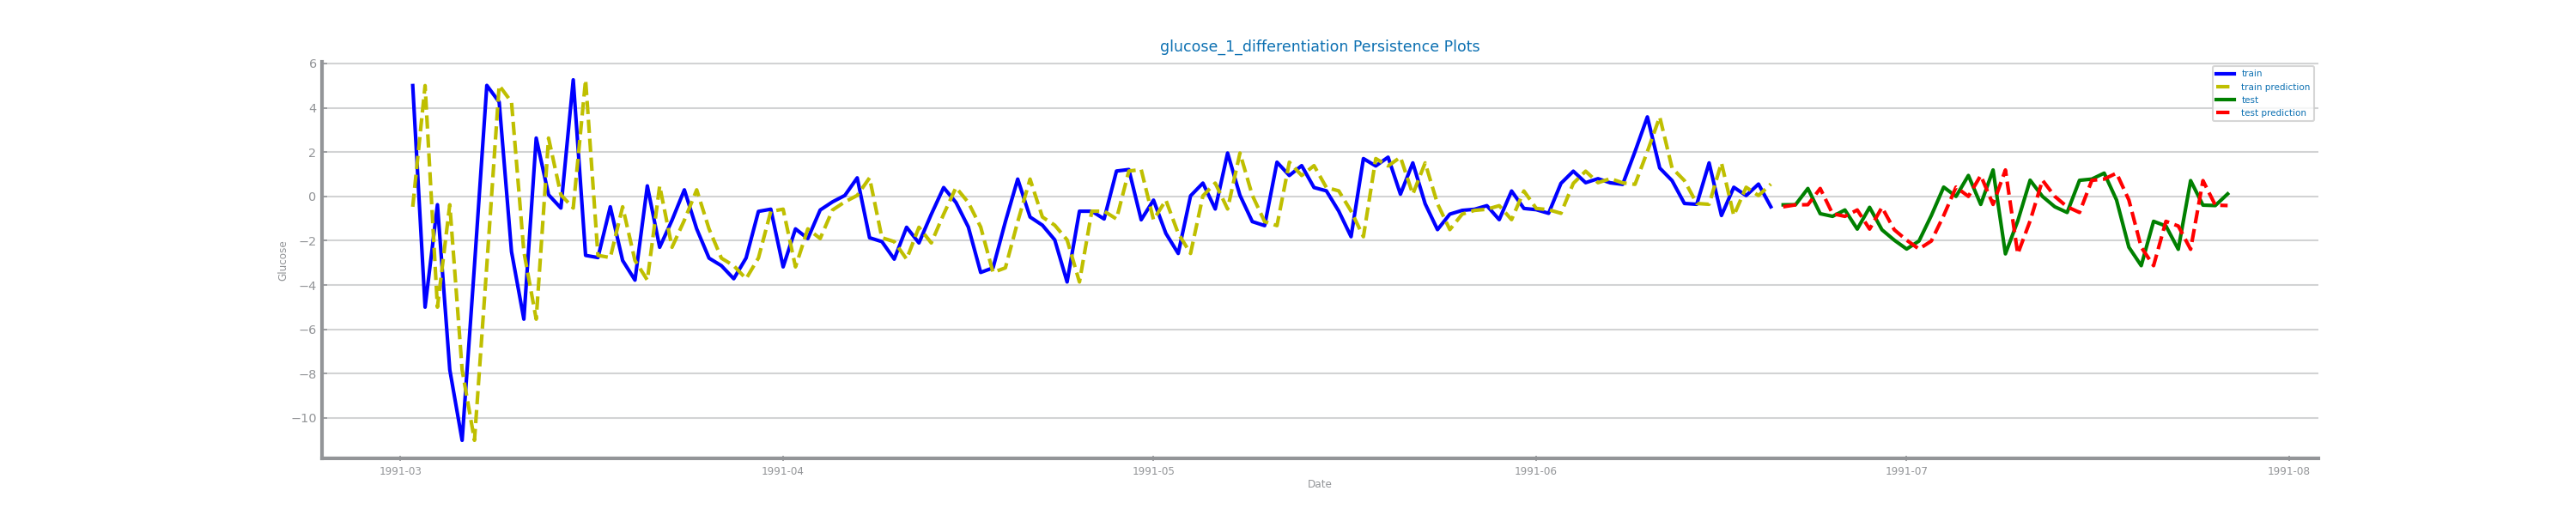 glucose_1_differentiation Persistence Plots
train
train prediction
test
test prediction
6
4
2
0
−2
−4
−6
−8
−10
Glucose
1991-03 1991-04 1991-05 1991-06 1991-07 1991-08
Date